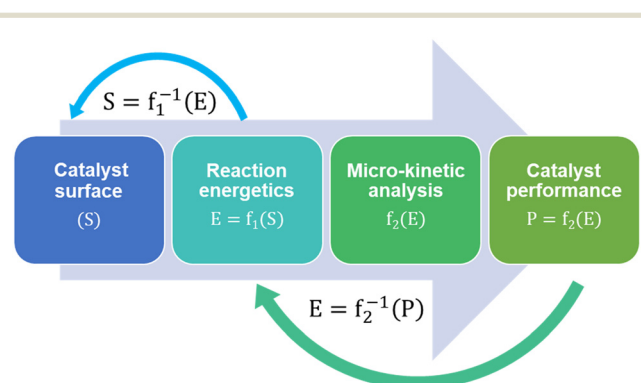 S = f₁⁻¹(E)
Catalyst
surface
(S)
Reaction
energetics
E = f₁(S)
Micro-kinetic
analysis
f₂(E)
Catalyst
performance
P = f₂(E)
E = f₂⁻¹(P)